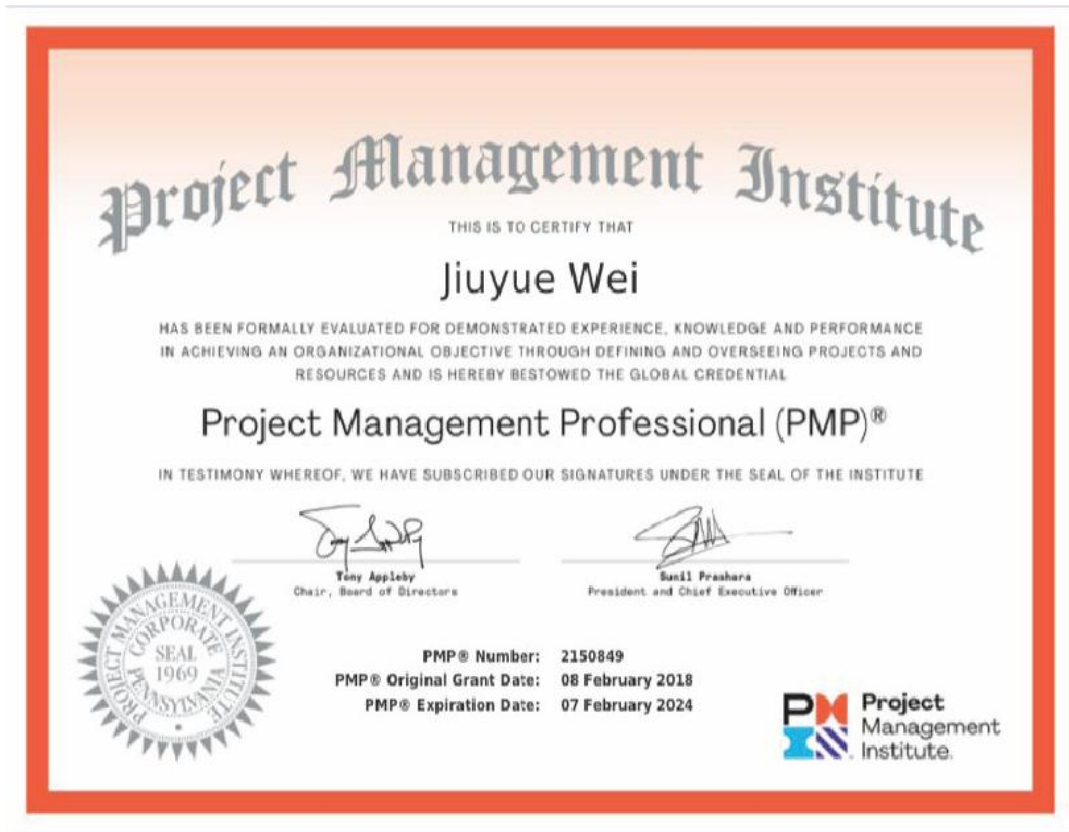 Project Management Institute
THIS IS TO CERTIFY THAT
Jiuyue Wei
HAS BEEN FORMALLY EVALUATED FOR DEMONSTRATED EXPERIENCE, KNOWLEDGE AND PERFORMANCE
IN ACHIEVING AN ORGANIZATIONAL OBJECTIVE THROUGH DEFINING AND OVERSEEING PROJECTS AND
RESOURCES AND IS HEREBY BESTOWED THE GLOBAL CREDENTIAL
Project Management Professional (PMP)®
IN TESTIMONY WHEREOF, WE HAVE SUBSCRIBED OUR SIGNATURES UNDER THE SEAL OF THE INSTITUTE
Tony Appleby
Chair, Board of Directors
Sunil Prashara
President and Chief Executive Officer
PROJECT MANAGEMENT INSTITUTE
CORPORATE
SEAL
1969
PENNSYLVANIA
PMP® Number: 2150849
PMP® Original Grant Date: 08 February 2018
PMP® Expiration Date: 07 February 2024
PM
Project
Management
Institute.